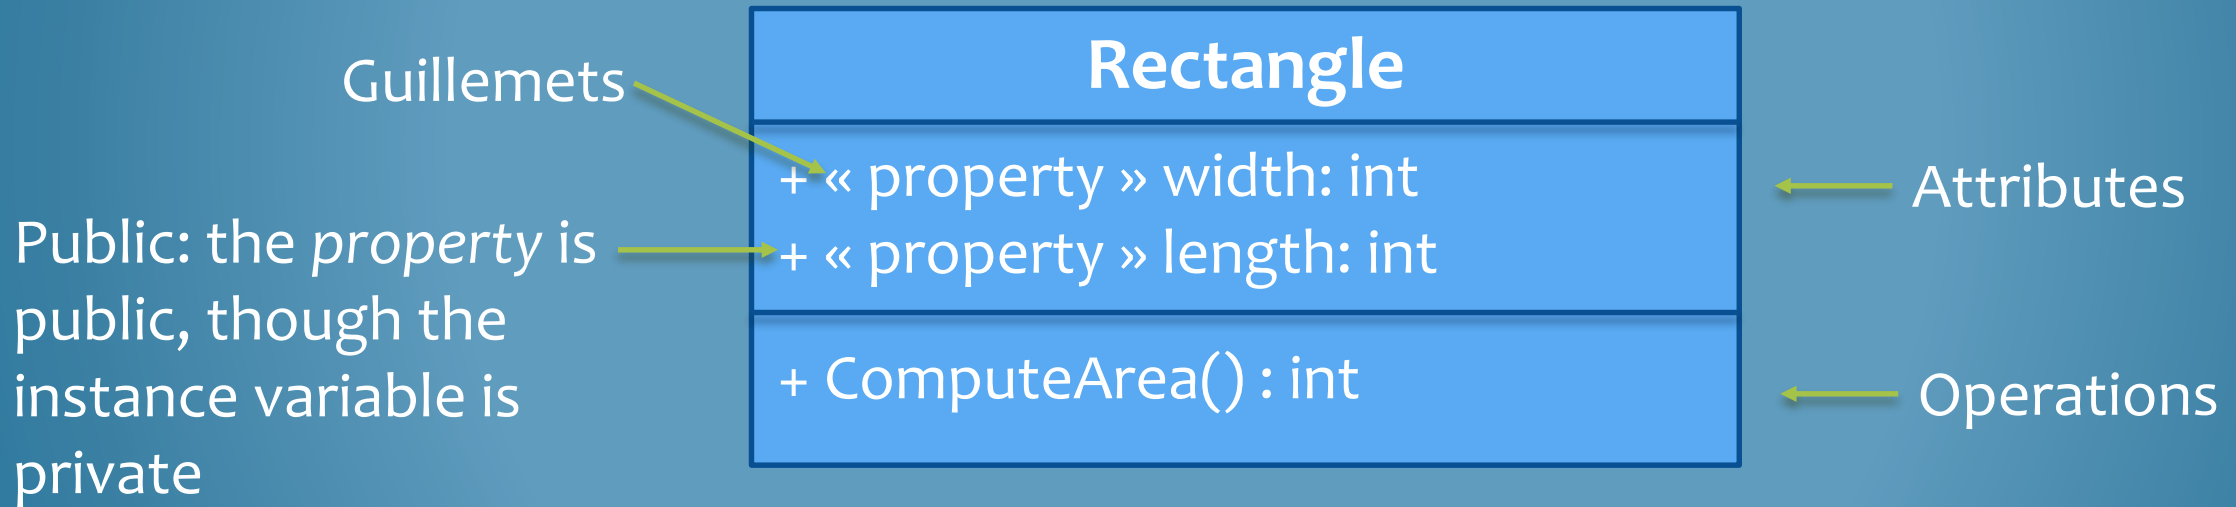 Guillemets
Rectangle
+ « property » width: int
+ « property » length: int
Attributes
Public: the property is
public, though the
instance variable is
private
+ ComputeArea() : int
Operations